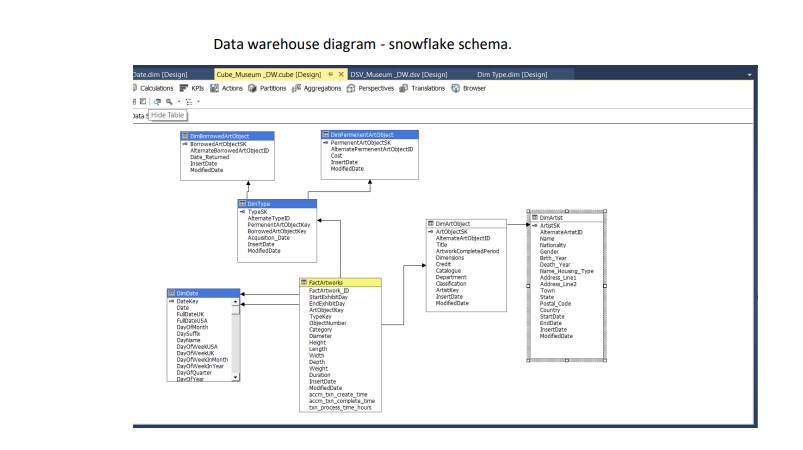 Data warehouse diagram - snowflake schema.
Date.dim [Design]
Cube_Museum _DW.cube [Design]
DSV_Museum _DW.dsv [Design]
Dim Type.dim [Design]
Calculations
KPIs
Actions
Partitions
Aggregations
Perspectives
Translations
Browser
Data S
Hide Table
DimBorrowedArtObject
BorrowedArtObjectSK
AlternateBorrowedArtObjectID
Date_Returned
InsertDate
ModifiedDate
DimPermenentArtObject
PermenentArtObjectSK
AlternatePermenentArtObjectID
Cost
InsertDate
ModifiedDate
DimType
TypeSK
AlternateTypeID
PermenentArtObjectKey
BorrowedArtObjectKey
Acquisition_Date
InsertDate
ModifiedDate
DimArtObject
ArtObjectSK
AlternateArtObjectID
Title
ArtworkCompletedPeriod
Dimensions
Credit
Catalogue
Department
Classification
ArtistKey
InsertDate
ModifiedDate
DimArtist
ArtistSK
AlternateArtistID
Name
Nationality
Gender
Birth_Year
Death_Year
Name_Housing_Type
Address_Line1
Address_Line2
Town
State
Postal_Code
Country
StartDate
EndDate
InsertDate
ModifiedDate
DimDate
DateKey
Date
FullDateUK
FullDateUSA
DayOfMonth
DaySuffix
DayName
DayOfWeekUSA
DayOfWeekUK
DayOfWeekInMonth
DayOfWeekInYear
DayOfQuarter
DayOfYear
FactArtworks
FactArtwork_ID
StartExhibitDay
EndExhibitDay
ArtObjectKey
TypeKey
ObjectNumber
Category
Diameter
Height
Length
Width
Depth
Weight
Duration
InsertDate
ModifiedDate
accm_txn_create_time
accm_txn_complete_time
txn_process_time_hours